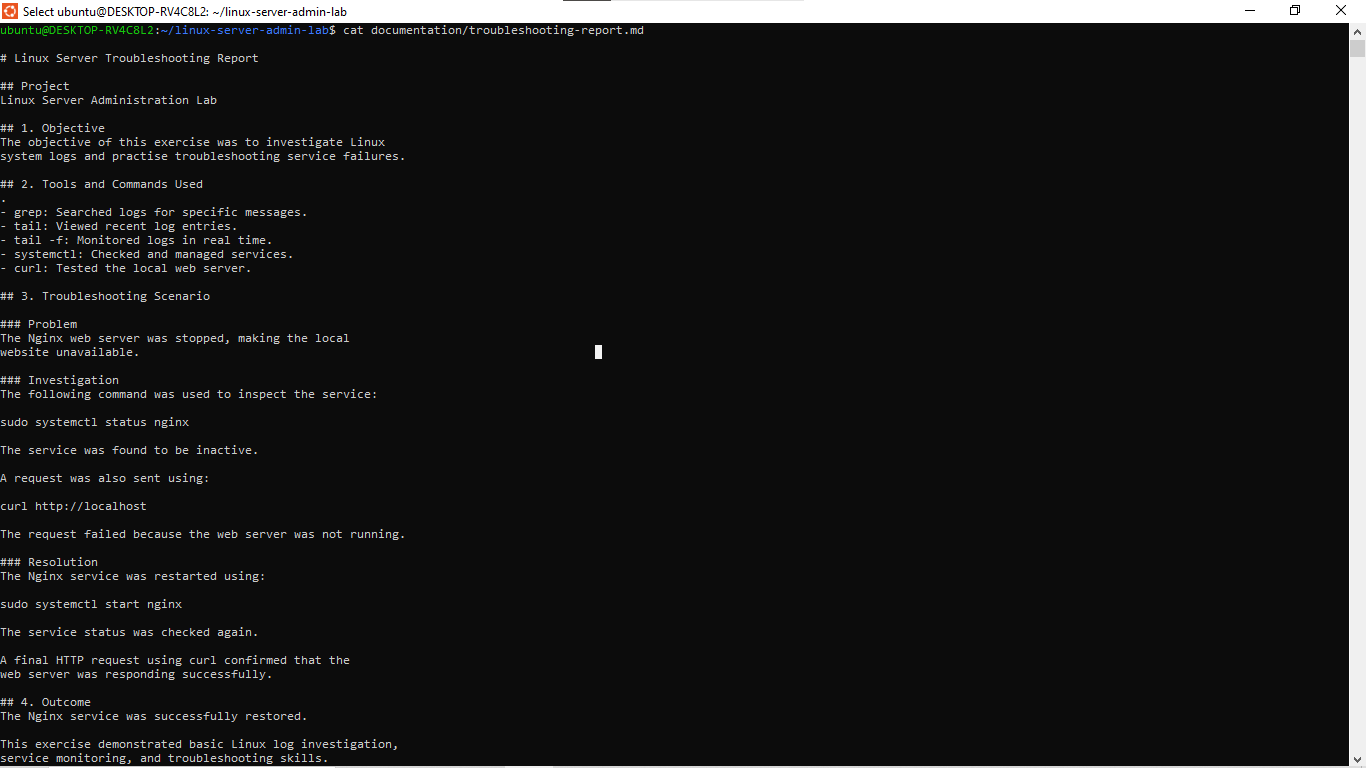 Select ubuntu@DESKTOP-RV4C8L2: ~/linux-server-admin-lab
ubuntu@DESKTOP-RV4C8L2:~/linux-server-admin-lab$ cat documentation/troubleshooting-report.md
# Linux Server Troubleshooting Report
## Project
Linux Server Administration Lab
## 1. Objective
The objective of this exercise was to investigate Linux
system logs and practise troubleshooting service failures.
## 2. Tools and Commands Used
.
- grep: Searched logs for specific messages.
- tail: Viewed recent log entries.
- tail -f: Monitored logs in real time.
- systemctl: Checked and managed services.
- curl: Tested the local web server.
## 3. Troubleshooting Scenario
### Problem
The Nginx web server was stopped, making the local
website unavailable.
### Investigation
The following command was used to inspect the service:
sudo systemctl status nginx
The service was found to be inactive.
A request was also sent using:
curl http://localhost
The request failed because the web server was not running.
### Resolution
The Nginx service was restarted using:
sudo systemctl start nginx
The service status was checked again.
A final HTTP request using curl confirmed that the
web server was responding successfully.
## 4. Outcome
The Nginx service was successfully restored.
This exercise demonstrated basic Linux log investigation,
service monitoring, and troubleshooting skills.